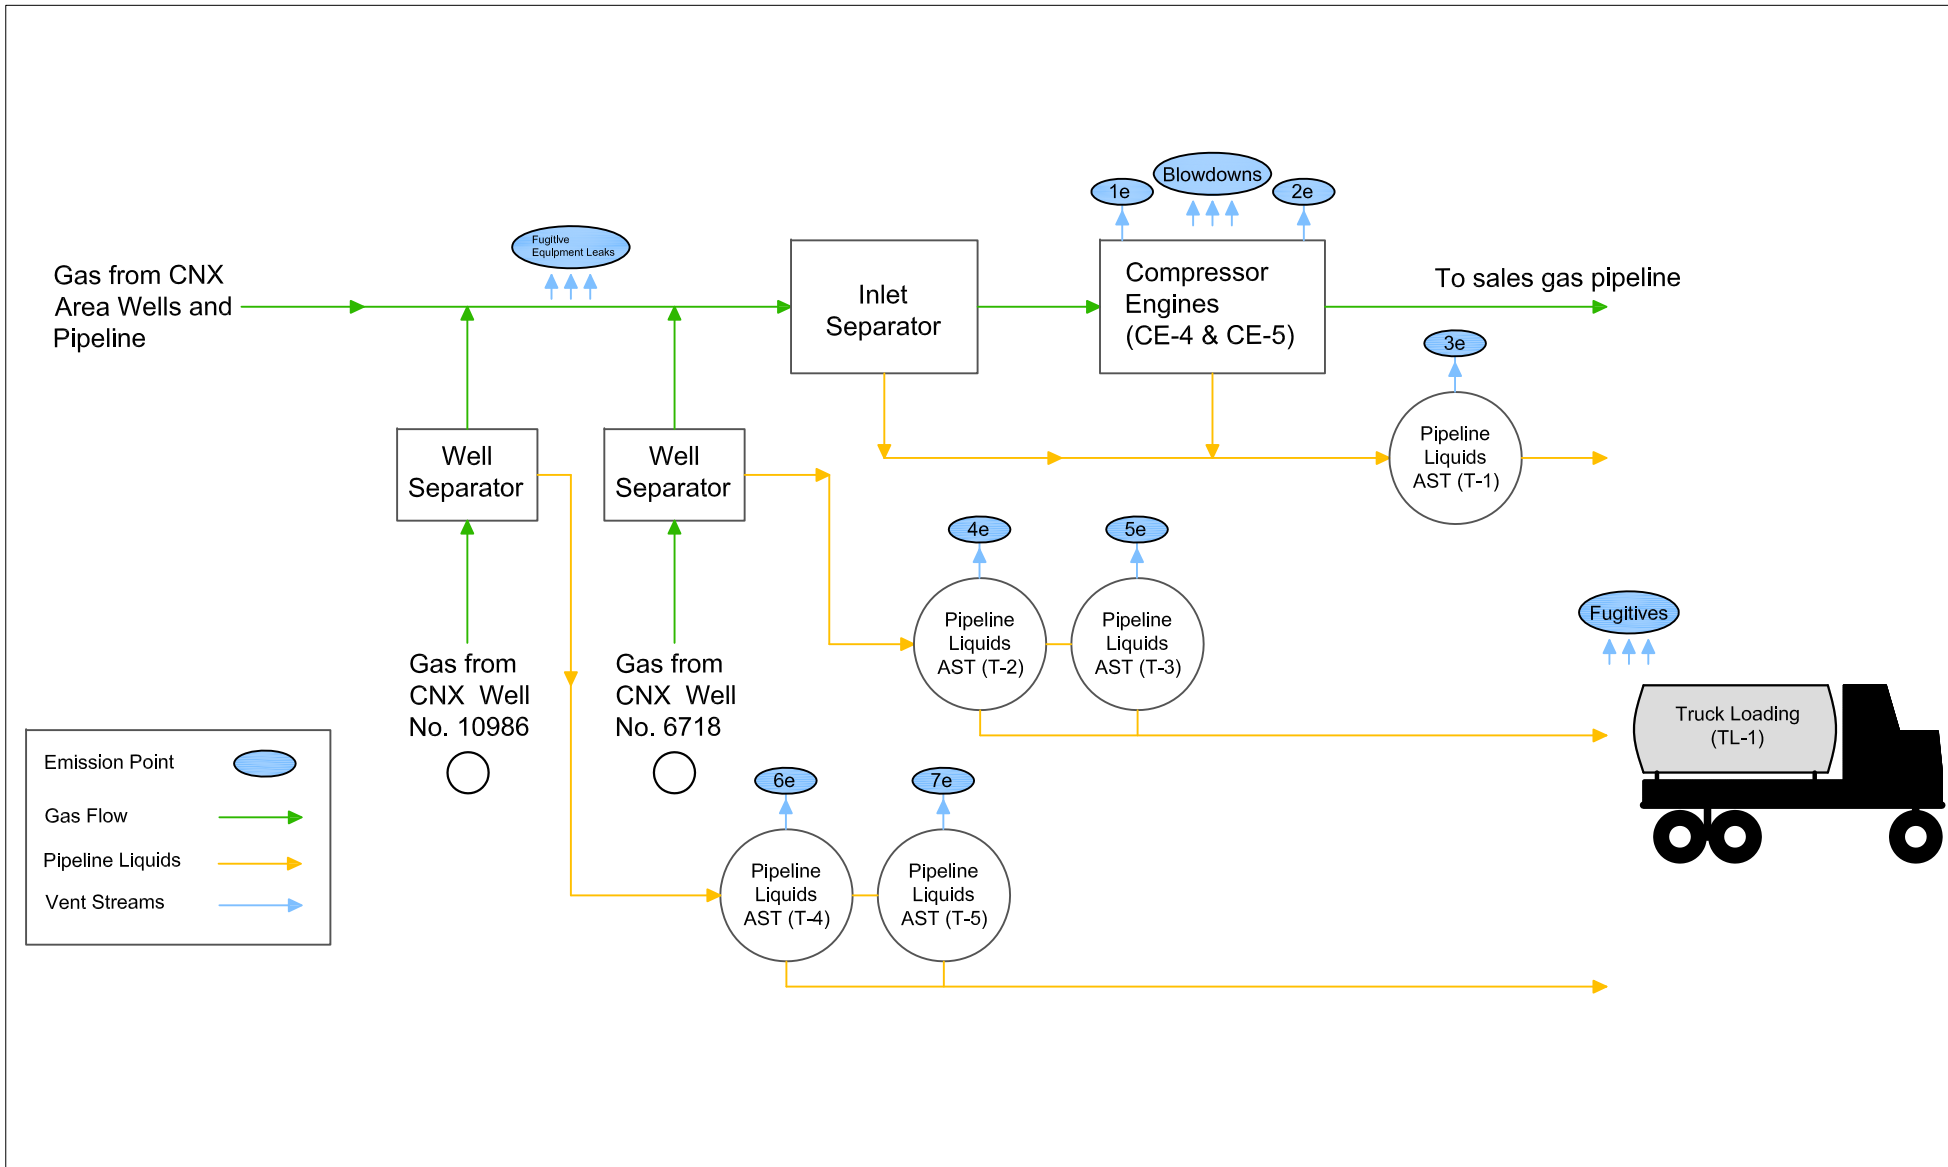 1e
Blowdowns
2e
Fugitive
Equipment Leaks
Gas from CNX
Area Wells and
Pipeline
Inlet
Separator
Compressor
Engines
(CE-4 & CE-5)
To sales gas pipeline
3e
Pipeline
Liquids
AST (T-1)
Well
Separator
Well
Separator
4e
5e
Pipeline
Liquids
AST (T-2)
Pipeline
Liquids
AST (T-3)
Fugitives
Gas from
CNX  Well
No. 10986
Gas from
CNX  Well
No. 6718
Truck Loading
(TL-1)
6e
7e
Pipeline
Liquids
AST (T-4)
Pipeline
Liquids
AST (T-5)
Emission Point
Gas Flow
Pipeline Liquids
Vent Streams